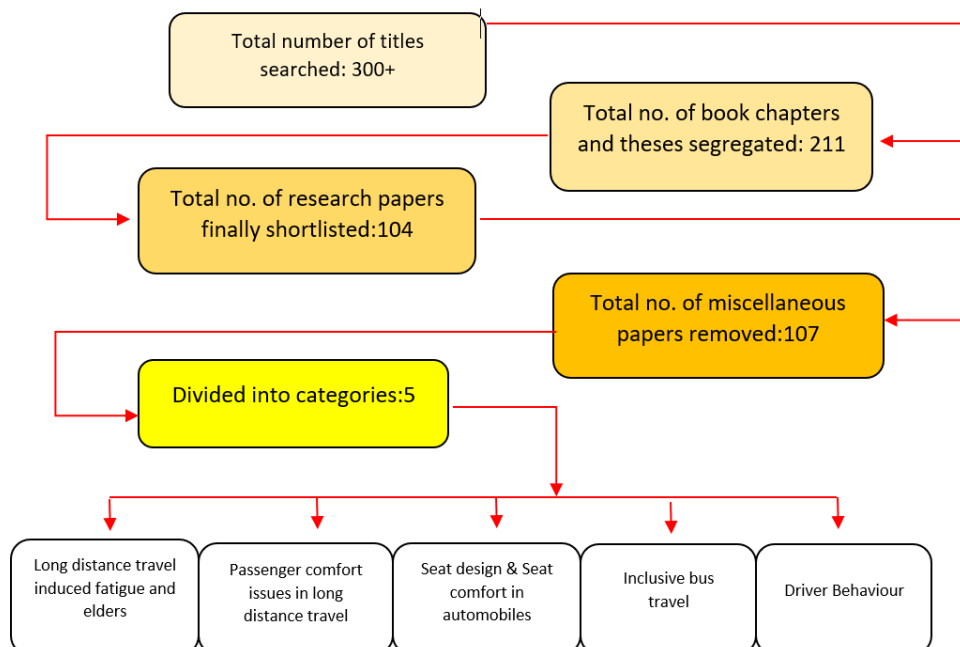 Total number of titles
searched: 300+
Total no. of book chapters
and theses segregated: 211
Total no. of research papers
finally shortlisted:104
Total no. of miscellaneous
papers removed:107
Divided into categories:5
Long distance travel
induced fatigue and
elders
Passenger comfort
issues in long
distance travel
Seat design & Seat
comfort in
automobiles
Inclusive bus
travel
Driver Behaviour